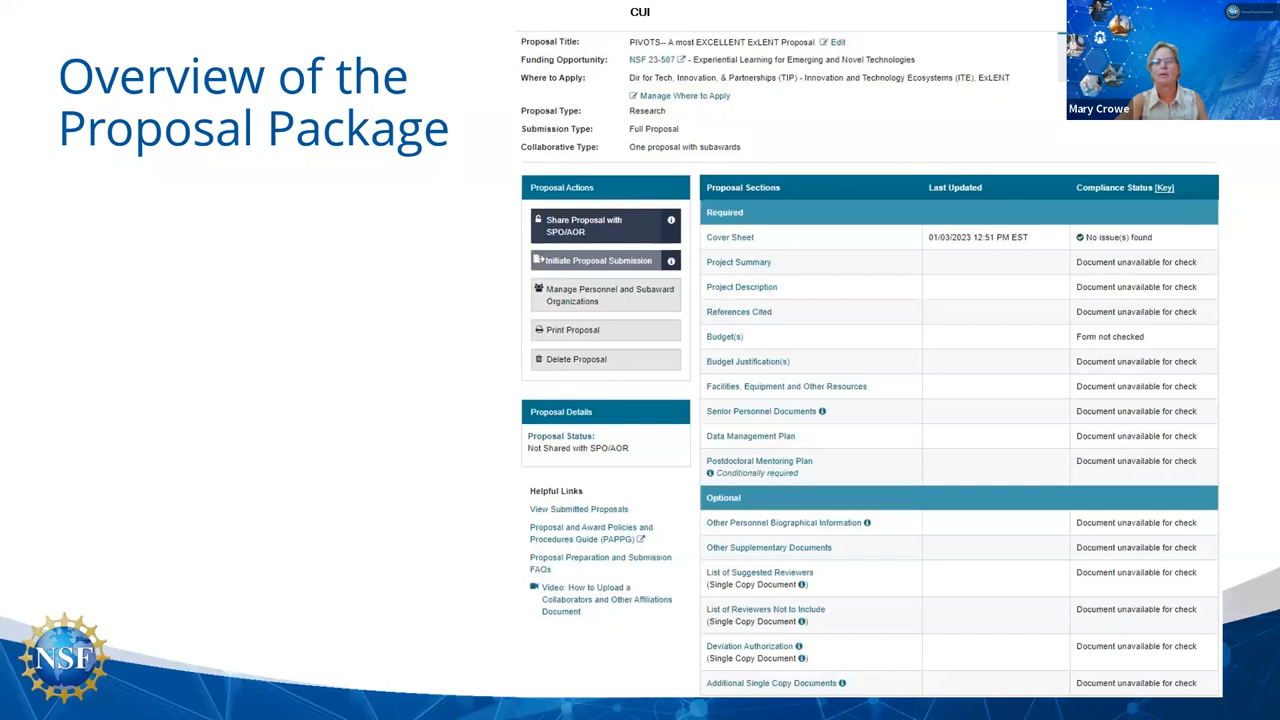 CUI
Overview of the
Proposal Package
Proposal Title: PIVOTS-- A most EXCELLENT ExLENT Proposal Edit
Funding Opportunity: NSF 23-507 - Experiential Learning for Emerging and Novel Technologies
Where to Apply: Dir for Tech, Innovation, & Partnerships (TIP) - Innovation and Technology Ecosystems (ITE), ExLENT
Manage Where to Apply
Proposal Type: Research
Submission Type: Full Proposal
Collaborative Type: One proposal with subawards
Mary Crowe
Proposal Actions
Share Proposal with
SPO/AOR
Initiate Proposal Submission
Manage Personnel and Subaward
Organizations
Print Proposal
Delete Proposal
Proposal Details
Proposal Status:
Not Shared with SPO/AOR
Helpful Links
View Submitted Proposals
Proposal and Award Policies and
Procedures Guide (PAPPG)
Proposal Preparation and Submission
FAQs
Video: How to Upload a
Collaborators and Other Affiliations
Document
Proposal Sections Last Updated Compliance Status [Key]
Required
Cover Sheet 01/03/2023 12:51 PM EST No issue(s) found
Project Summary Document unavailable for check
Project Description Document unavailable for check
References Cited Document unavailable for check
Budget(s) Form not checked
Budget Justification(s) Document unavailable for check
Facilities, Equipment and Other Resources Document unavailable for check
Senior Personnel Documents Document unavailable for check
Data Management Plan Document unavailable for check
Postdoctoral Mentoring Plan Document unavailable for check
Conditionally required
Optional
Other Personnel Biographical Information Document unavailable for check
Other Supplementary Documents Document unavailable for check
List of Suggested Reviewers Document unavailable for check
(Single Copy Document )
List of Reviewers Not to Include Document unavailable for check
(Single Copy Document )
Deviation Authorization Document unavailable for check
(Single Copy Document )
Additional Single Copy Documents Document unavailable for check
NSF